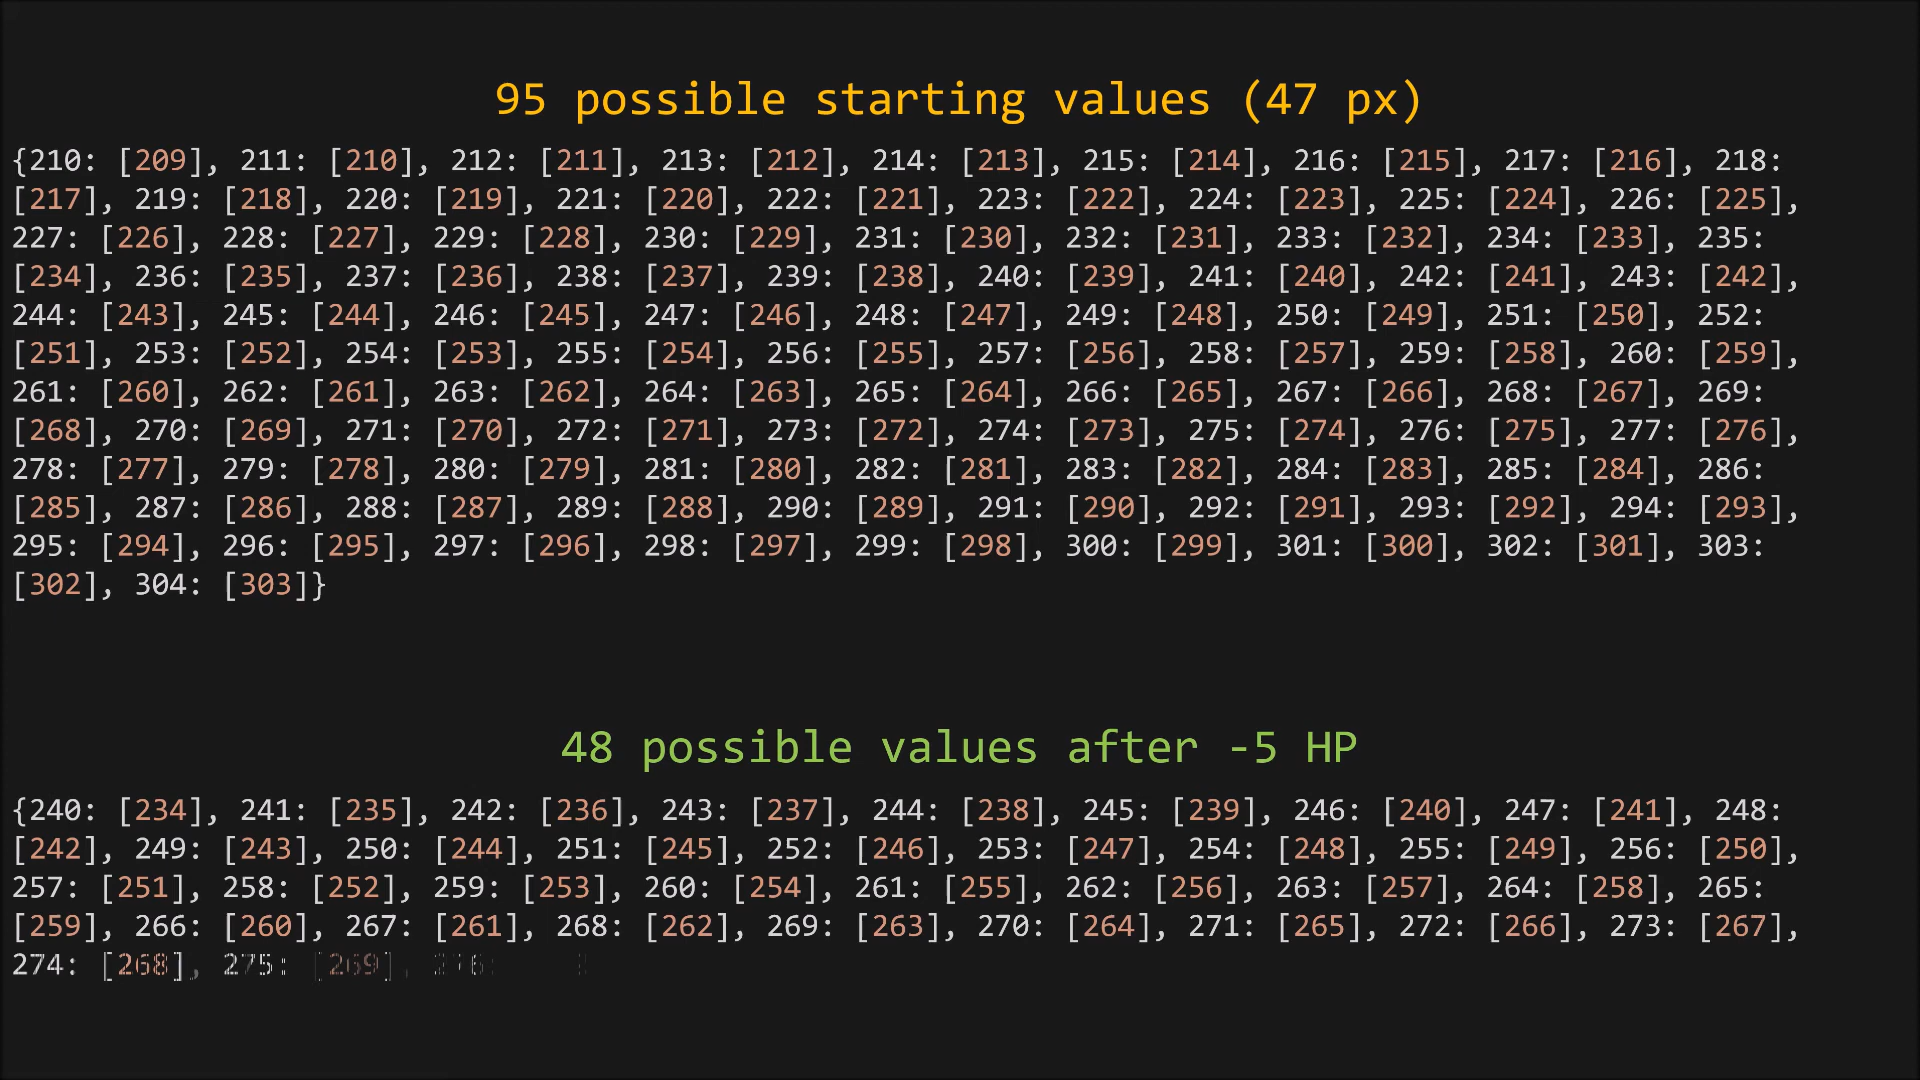 95 possible starting values (47 px)
{210: [209], 211: [210], 212: [211], 213: [212], 214: [213], 215: [214], 216: [215], 217: [216], 218:
[217], 219: [218], 220: [219], 221: [220], 222: [221], 223: [222], 224: [223], 225: [224], 226: [225],
227: [226], 228: [227], 229: [228], 230: [229], 231: [230], 232: [231], 233: [232], 234: [233], 235:
[234], 236: [235], 237: [236], 238: [237], 239: [238], 240: [239], 241: [240], 242: [241], 243: [242],
244: [243], 245: [244], 246: [245], 247: [246], 248: [247], 249: [248], 250: [249], 251: [250], 252:
[251], 253: [252], 254: [253], 255: [254], 256: [255], 257: [256], 258: [257], 259: [258], 260: [259],
261: [260], 262: [261], 263: [262], 264: [263], 265: [264], 266: [265], 267: [266], 268: [267], 269:
[268], 270: [269], 271: [270], 272: [271], 273: [272], 274: [273], 275: [274], 276: [275], 277: [276],
278: [277], 279: [278], 280: [279], 281: [280], 282: [281], 283: [282], 284: [283], 285: [284], 286:
[285], 287: [286], 288: [287], 289: [288], 290: [289], 291: [290], 292: [291], 293: [292], 294: [293],
295: [294], 296: [295], 297: [296], 298: [297], 299: [298], 300: [299], 301: [300], 302: [301], 303:
[302], 304: [303]}
48 possible values after -5 HP
{240: [234], 241: [235], 242: [236], 243: [237], 244: [238], 245: [239], 246: [240], 247: [241], 248:
[242], 249: [243], 250: [244], 251: [245], 252: [246], 253: [247], 254: [248], 255: [249], 256: [250],
257: [251], 258: [252], 259: [253], 260: [254], 261: [255], 262: [256], 263: [257], 264: [258], 265:
[259], 266: [260], 267: [261], 268: [262], 269: [263], 270: [264], 271: [265], 272: [266], 273: [267],
274: [268], 275: [269],